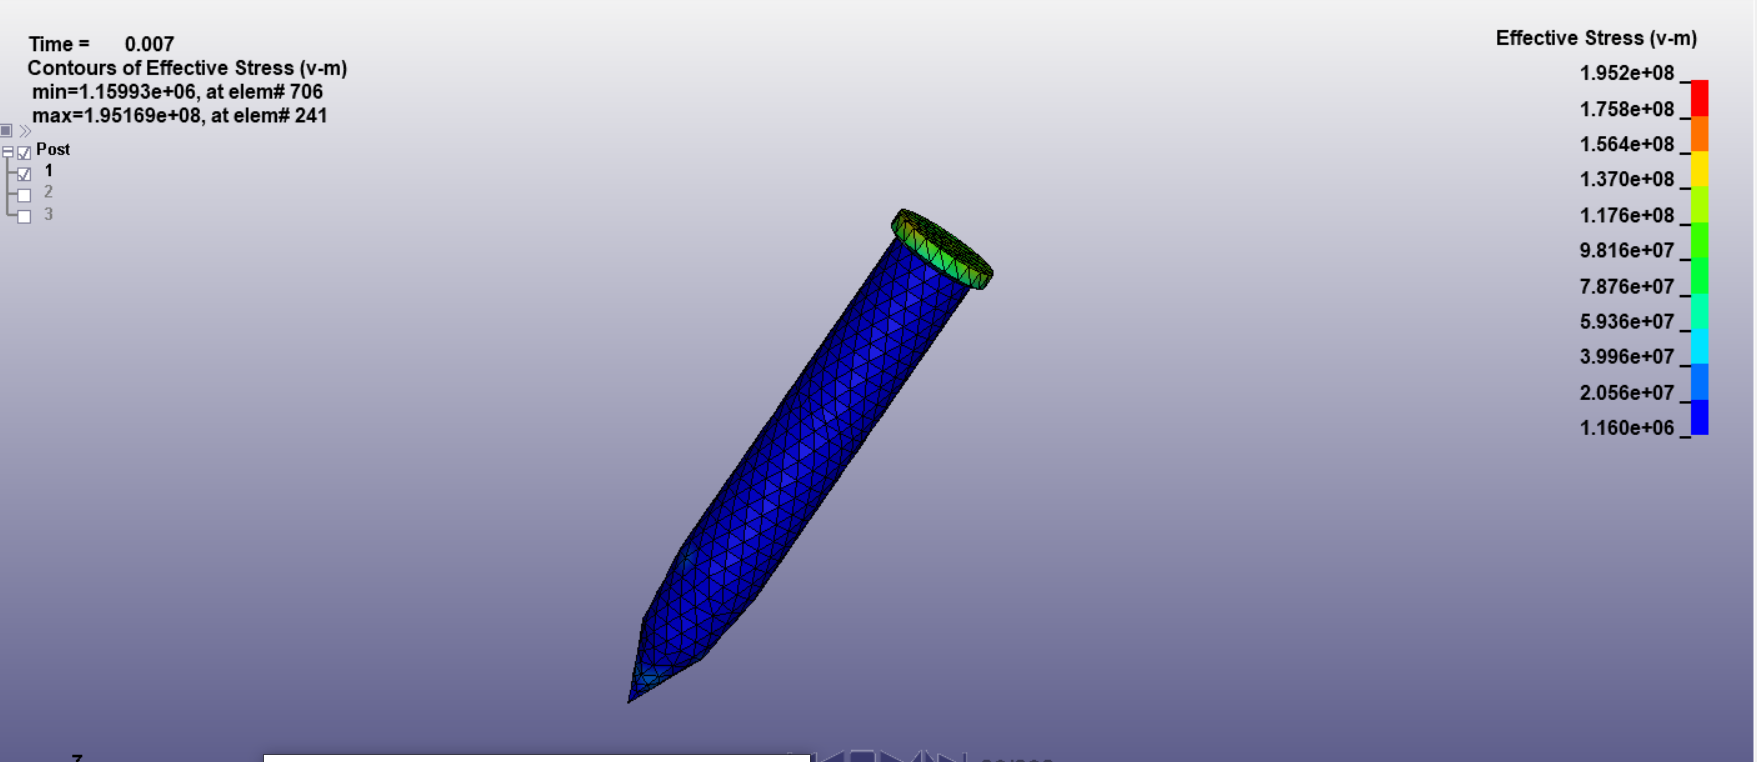 Time = 0.007
Contours of Effective Stress (v-m)
min=1.15993e+06, at elem# 706
max=1.95169e+08, at elem# 241
Post
1
2
3
Effective Stress (v-m)
1.952e+08
1.758e+08
1.564e+08
1.370e+08
1.176e+08
9.816e+07
7.876e+07
5.936e+07
3.996e+07
2.056e+07
1.160e+06